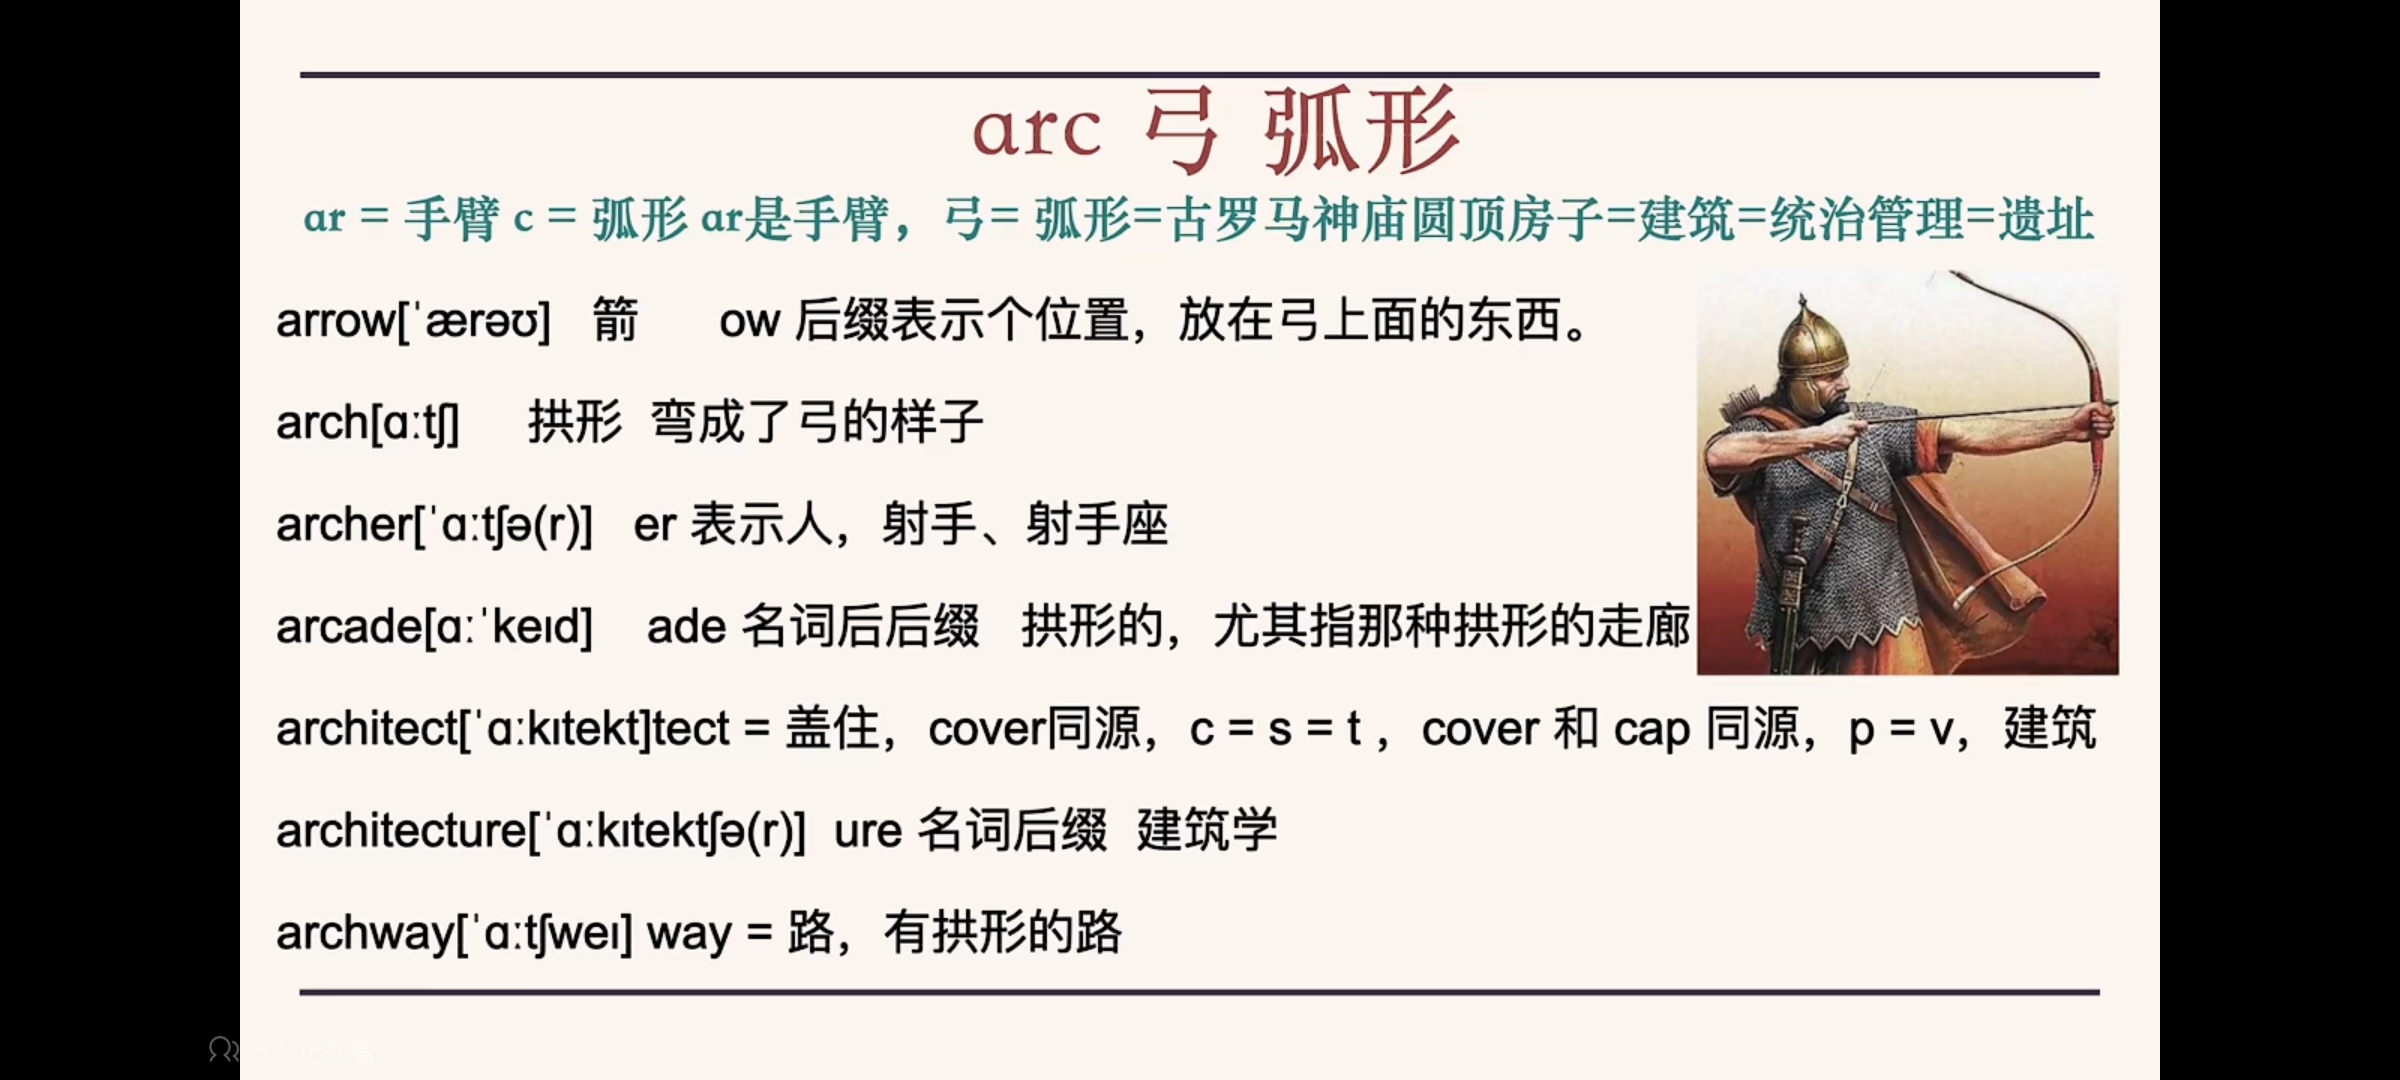 arc 弓 弧形
ar = 手臂 c = 弧形 ar是手臂，弓= 弧形=古罗马神庙圆顶房子=建筑=统治管理=遗址
arrow[ˈærəʊ] 箭 ow 后缀表示个位置，放在弓上面的东西。
arch[ɑːtʃ] 拱形 弯成了弓的样子
archer[ˈɑːtʃə(r)] er 表示人，射手、射手座
arcade[ɑːˈkeɪd] ade 名词后后缀 拱形的，尤其指那种拱形的走廊
architect[ˈɑːkɪtekt]tect = 盖住，cover同源，c = s = t ，cover 和 cap 同源，p = v，建筑
architecture[ˈɑːkɪtektʃə(r)] ure 名词后缀 建筑学
archway[ˈɑːtʃweɪ] way = 路，有拱形的路
人正在看